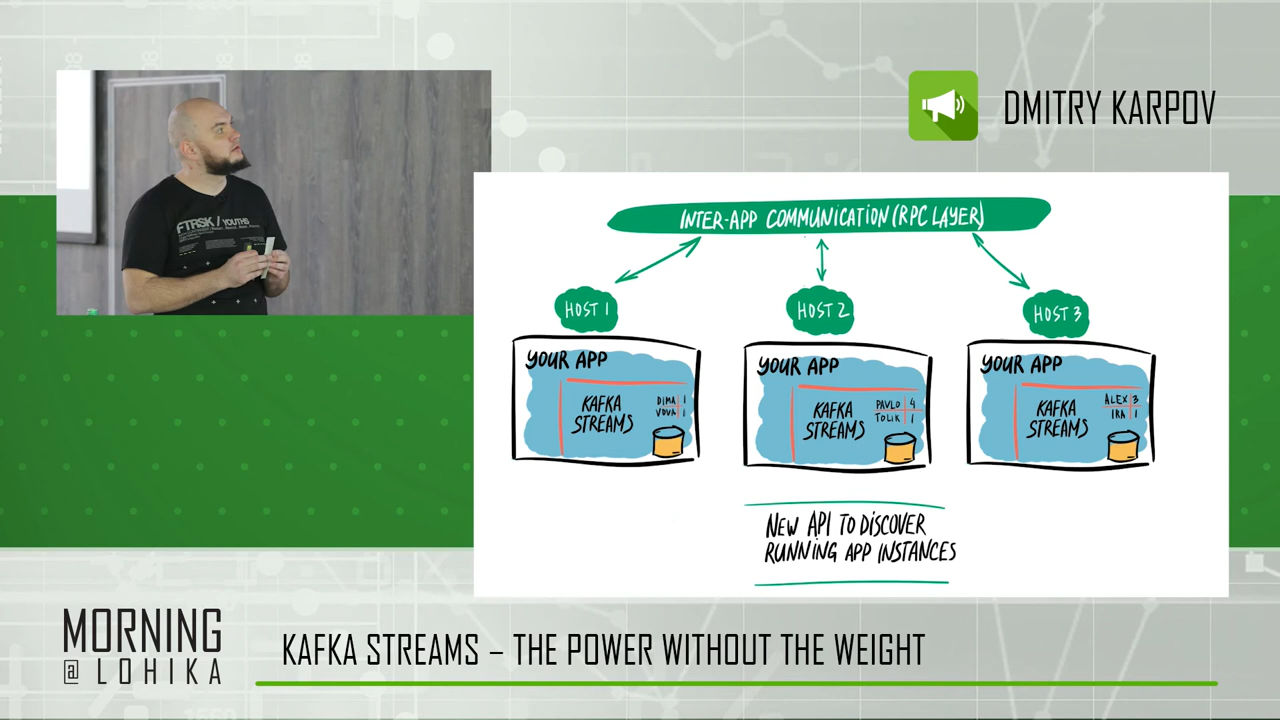 DMITRY KARPOV
FTRSK / YOUTHS
INTER-APP COMMUNICATION (RPC LAYER)
HOST 1
HOST 2
HOST 3
YOUR APP
KAFKA
STREAMS
DIMA 1
VOVA 1
YOUR APP
KAFKA
STREAMS
PAVLO 4
TOLIK 1
YOUR APP
KAFKA
STREAMS
ALEX 3
IRA 1
NEW API TO DISCOVER
RUNNING APP INSTANCES
MORNING
@ LOHIKA
KAFKA STREAMS – THE POWER WITHOUT THE WEIGHT